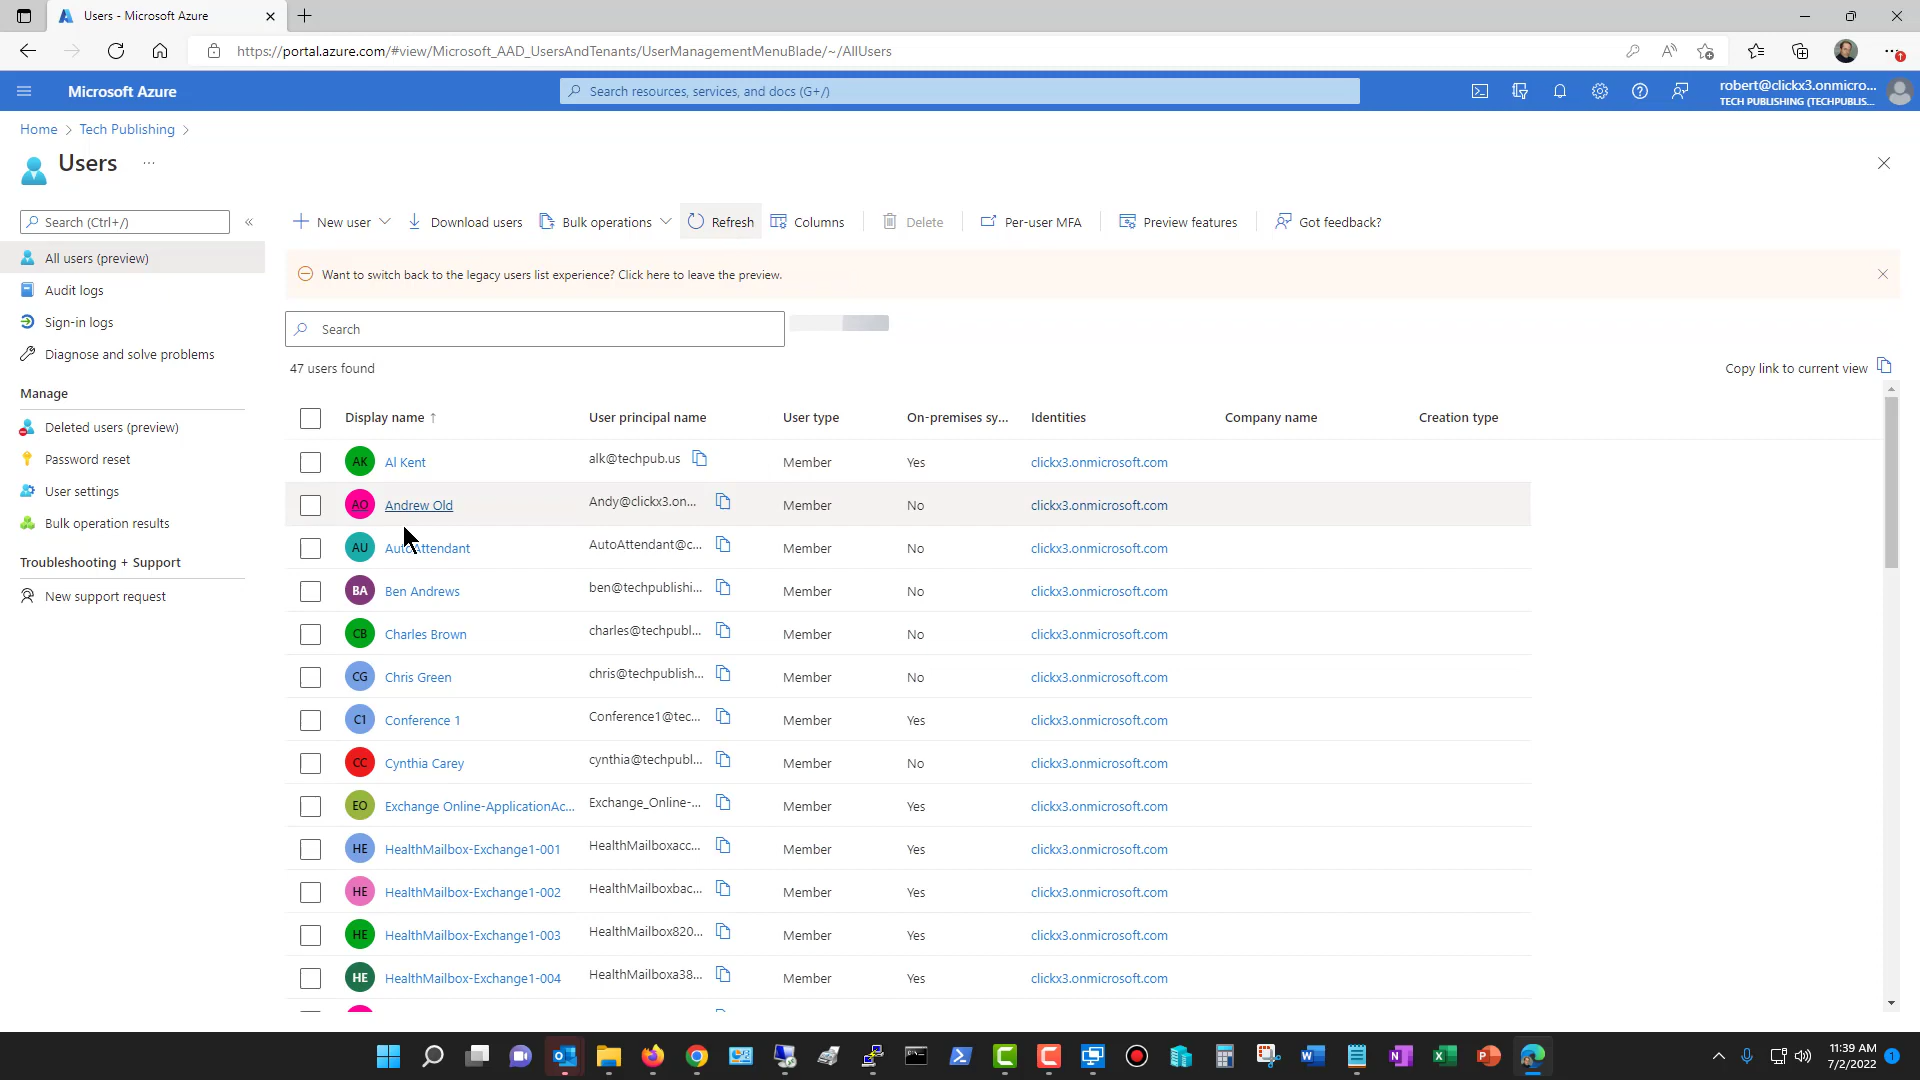 Users - Microsoft Azure
https://portal.azure.com/#view/Microsoft_AAD_UsersAndTenants/UserManagementMenuBlade/~/AllUsers
Microsoft Azure
Search resources, services, and docs (G+/)
robert@clickx3.onmicro...
TECH PUBLISHING (TECHPUBLIS...
Home > Tech Publishing >
Users ...
Search (Ctrl+/)
All users (preview)
Audit logs
Sign-in logs
Diagnose and solve problems
Manage
Deleted users (preview)
Password reset
User settings
Bulk operation results
Troubleshooting + Support
New support request
New user
Download users
Bulk operations
Refresh
Columns
Delete
Per-user MFA
Preview features
Got feedback?
Want to switch back to the legacy users list experience? Click here to leave the preview.
Search
47 users found
Copy link to current view
Display name ↑ User principal name User type On-premises sy... Identities Company name Creation type
AK Al Kent alk@techpub.us Member Yes clickx3.onmicrosoft.com
AO Andrew Old Andy@clickx3.on... Member No clickx3.onmicrosoft.com
AU AutoAttendant AutoAttendant@c... Member No clickx3.onmicrosoft.com
BA Ben Andrews ben@techpublishi... Member No clickx3.onmicrosoft.com
CB Charles Brown charles@techpubl... Member No clickx3.onmicrosoft.com
CG Chris Green chris@techpublish... Member No clickx3.onmicrosoft.com
C1 Conference 1 Conference1@tec... Member Yes clickx3.onmicrosoft.com
CC Cynthia Carey cynthia@techpubl... Member No clickx3.onmicrosoft.com
EO Exchange Online-ApplicationAc... Exchange_Online-... Member Yes clickx3.onmicrosoft.com
HE HealthMailbox-Exchange1-001 HealthMailboxacc... Member Yes clickx3.onmicrosoft.com
HE HealthMailbox-Exchange1-002 HealthMailboxbac... Member Yes clickx3.onmicrosoft.com
HE HealthMailbox-Exchange1-003 HealthMailbox820... Member Yes clickx3.onmicrosoft.com
HE HealthMailbox-Exchange1-004 HealthMailboxa38... Member Yes clickx3.onmicrosoft.com
11:39 AM
7/2/2022
1